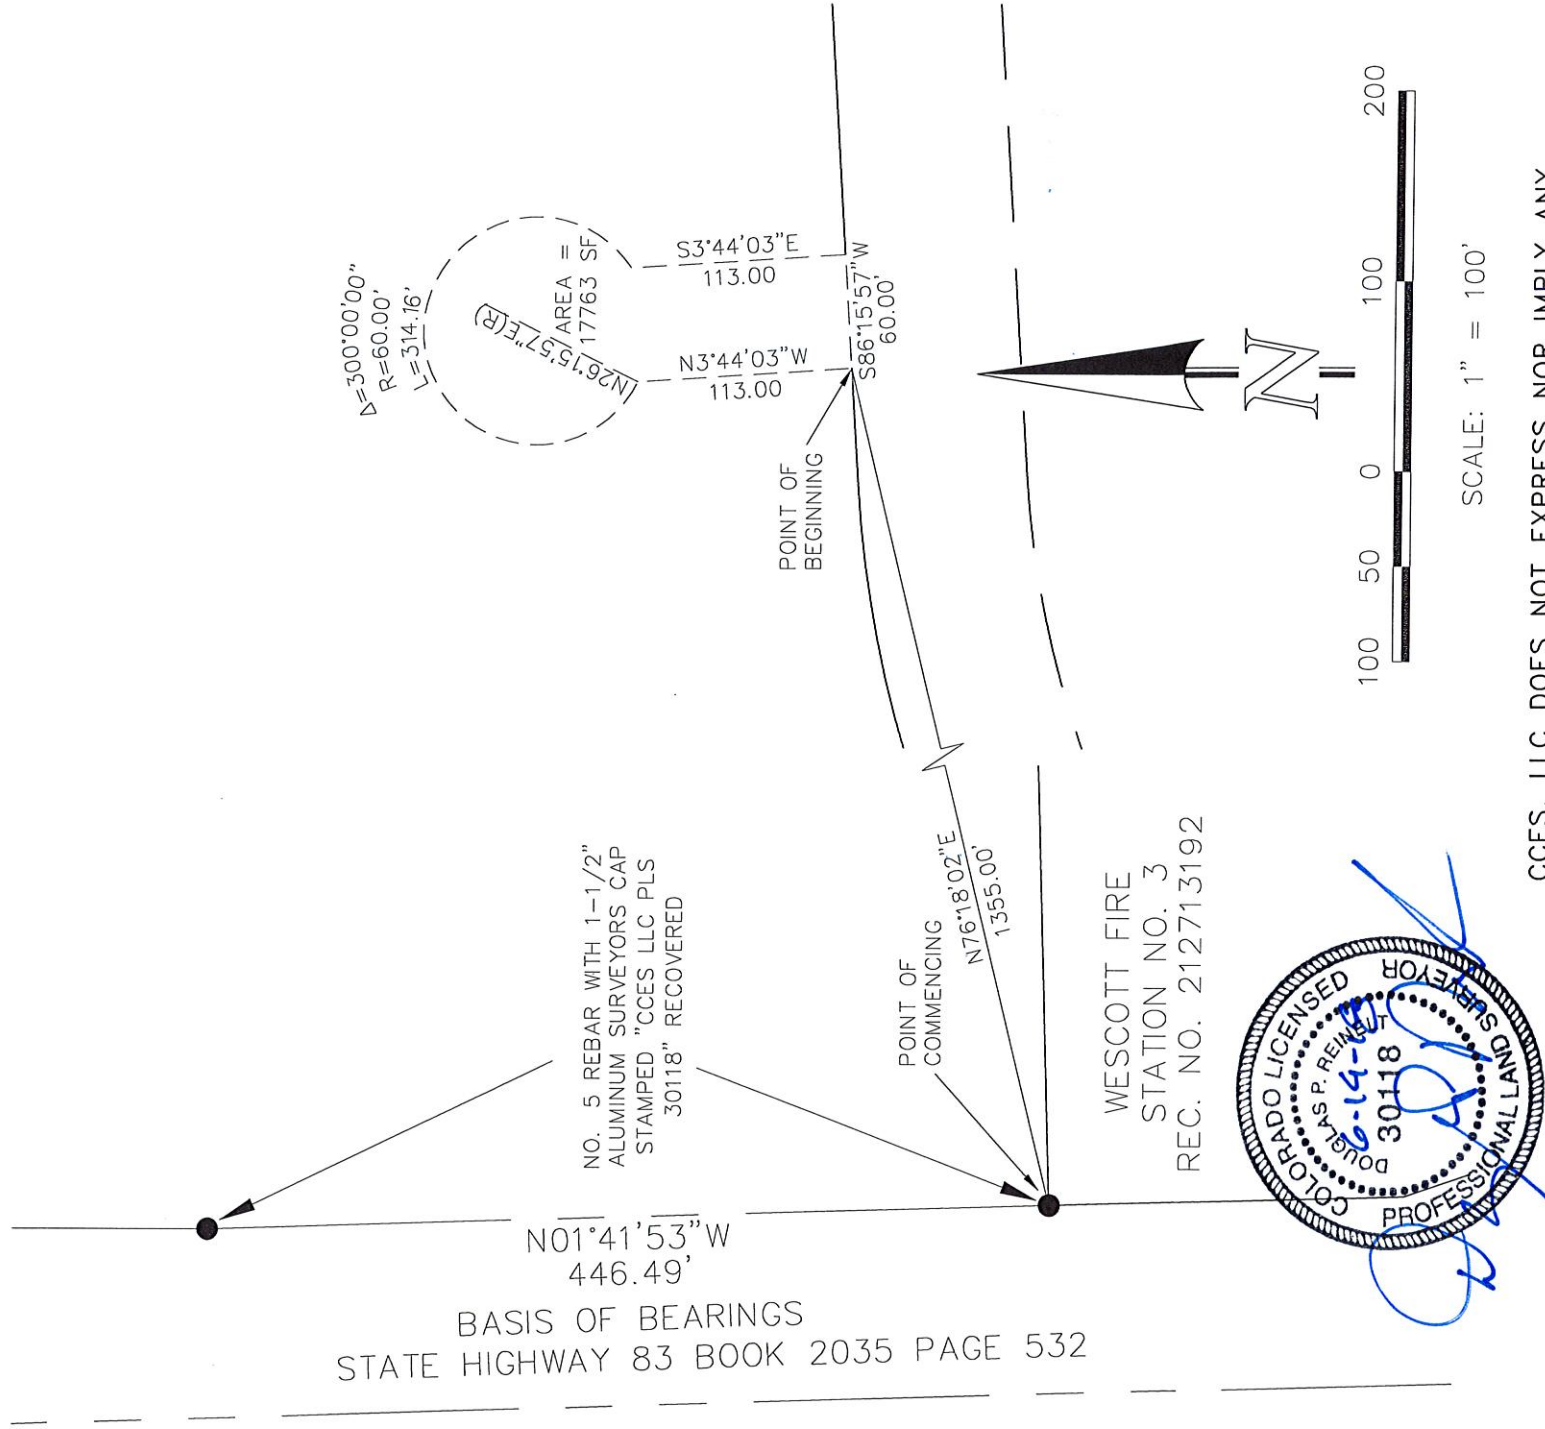 Δ=300°00'00"
R=60.00'
L=314.16'
N26°15'57"E(R)
AREA =
17763 SF
S3°44'03"E
113.00
N3°44'03"W
113.00
S86°15'57"W
60.00'
POINT OF
BEGINNING
NO. 5 REBAR WITH 1-1/2"
ALUMINUM SURVEYORS CAP
STAMPED "CCES LLC PLS
30118" RECOVERED
POINT OF
COMMENCING
N76°18'02"E
1355.00'
N01°41'53"W
446.49'
BASIS OF BEARINGS
STATE HIGHWAY 83 BOOK 2035 PAGE 532
WESCOTT FIRE
STATION NO. 3
REC. NO. 212713192
N
100 50 0 100 200
SCALE: 1" = 100'
COLORADO LICENSED
DOUGLAS P. REINELT
30118
PROFESSIONAL LAND SURVEYOR
CCES, LLC DOES NOT EXPRESS NOR IMPLY ANY